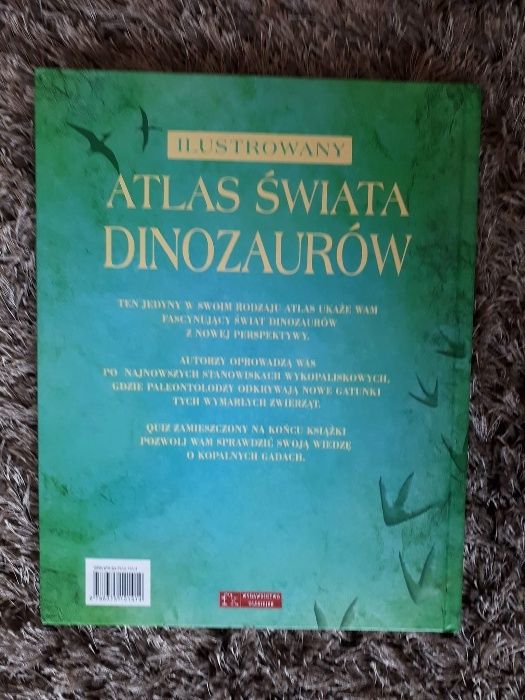 ILUSTROWANY
ATLAS ŚWIATA
DINOZAURÓW
TEN JEDYNY W SWOIM RODZAJU ATLAS UKAŻE WAM
FASCYNUJĄCY ŚWIAT DINOZAURÓW
Z NOWEJ PERSPEKTYWY.
AUTORZY OPROWADZĄ WAS
PO NAJNOWSZYCH STANOWISKACH WYKOPALISKOWYCH,
GDZIE PALEONTOLODZY ODKRYWAJĄ NOWE GATUNKI
TYCH WYMARŁYCH ZWIERZĄT.
QUIZ ZAMIESZCZONY NA KOŃCU KSIĄŻKI
POZWOLI WAM SPRAWDZIĆ SWOJĄ WIEDZĘ
O KOPALNYCH GADACH.
WYDAWNICTWO